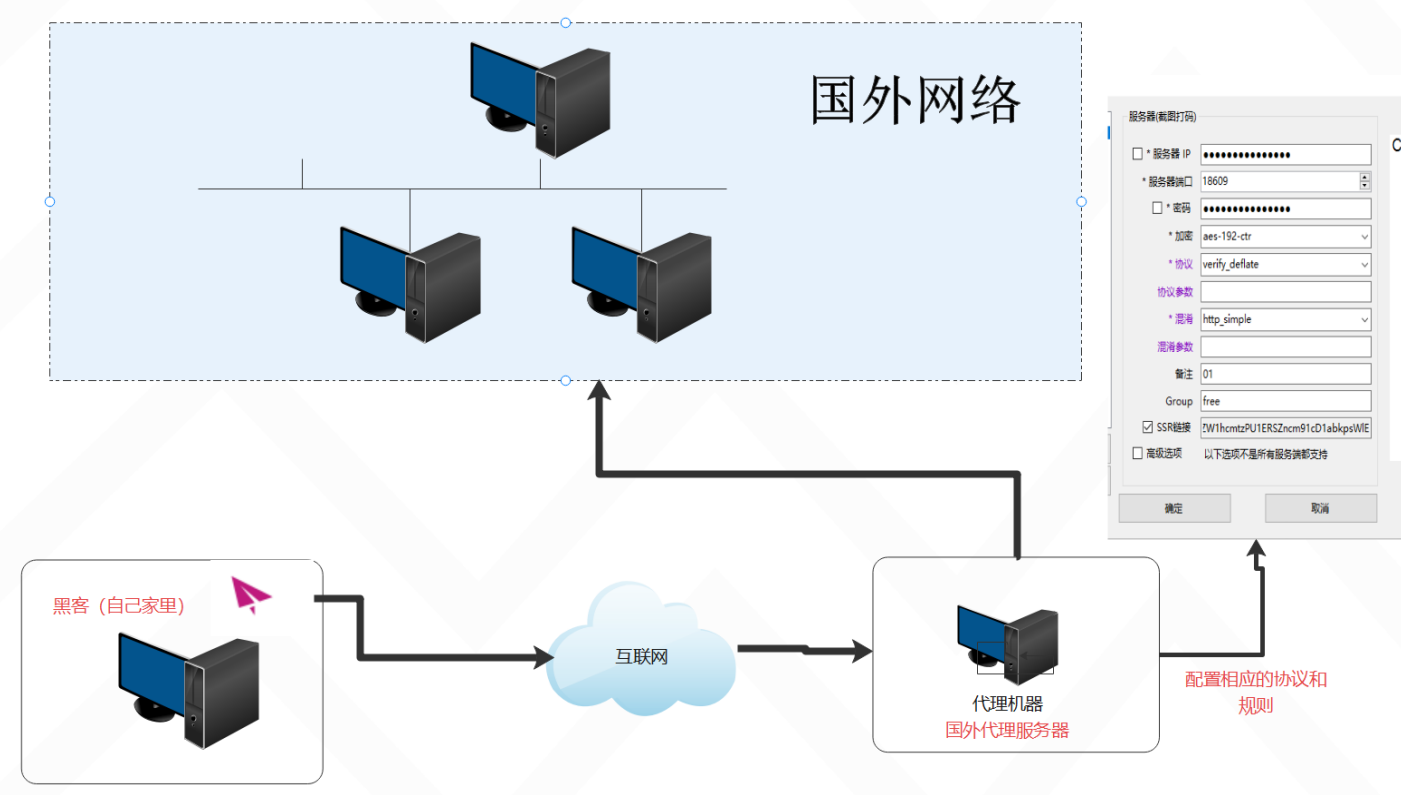 国外网络
服务器(截图打码)
* 服务器 IP ●●●●●●●●●●●●●●●
* 服务器端口 18609
* 密码 ●●●●●●●●●●●●●●●
* 加密 aes-192-ctr
* 协议 verify_deflate
协议参数
* 混淆 http_simple
混淆参数
备注 01
Group free
SSR链接 ZW1hcmtzPU1ERSZncm91cD1abkpsWlE
高级选项 以下选项不是所有服务端都支持
确定 取消
黑客（自己家里）
互联网
代理机器
国外代理服务器
配置相应的协议和
规则